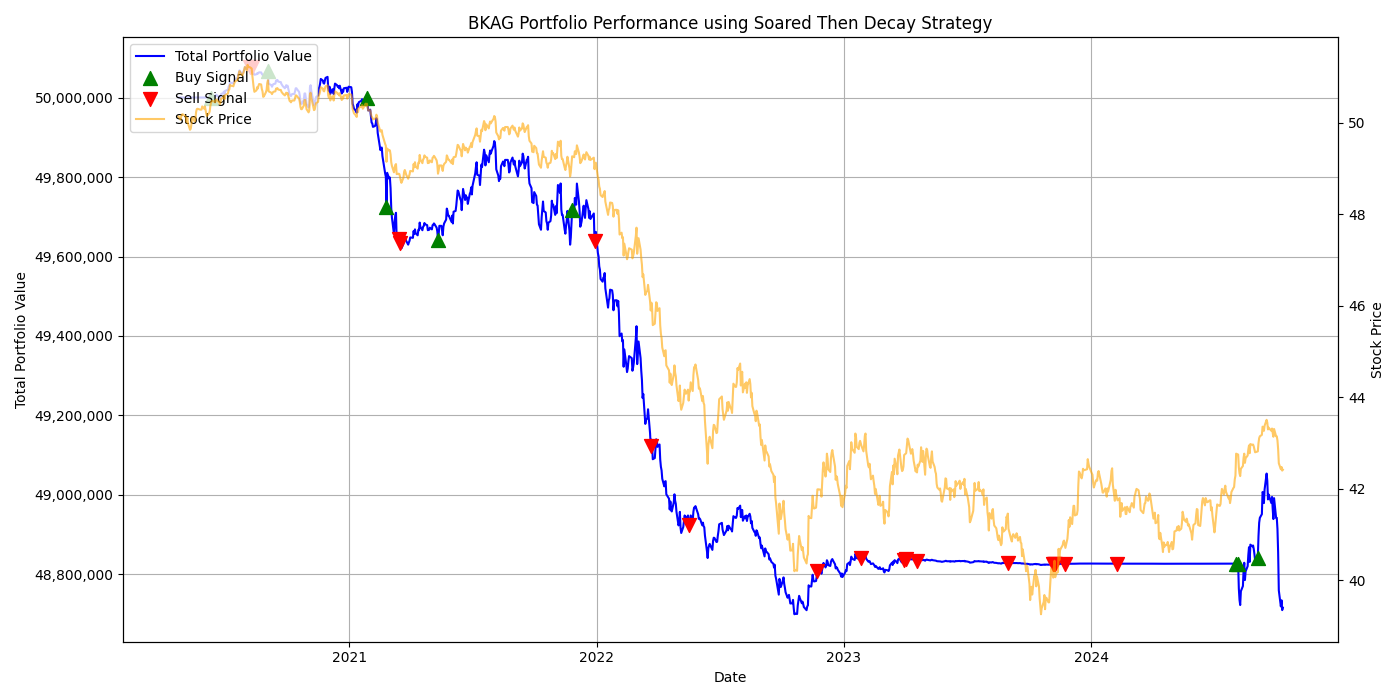 BKAG Portfolio Performance using Soared Then Decay Strategy
Total Portfolio Value
Buy Signal
Sell Signal
Stock Price
50,000,000
49,800,000
49,600,000
49,400,000
49,200,000
49,000,000
48,800,000
Total Portfolio Value
50
48
46
44
42
40
Stock Price
2021
2022
2023
2024
Date